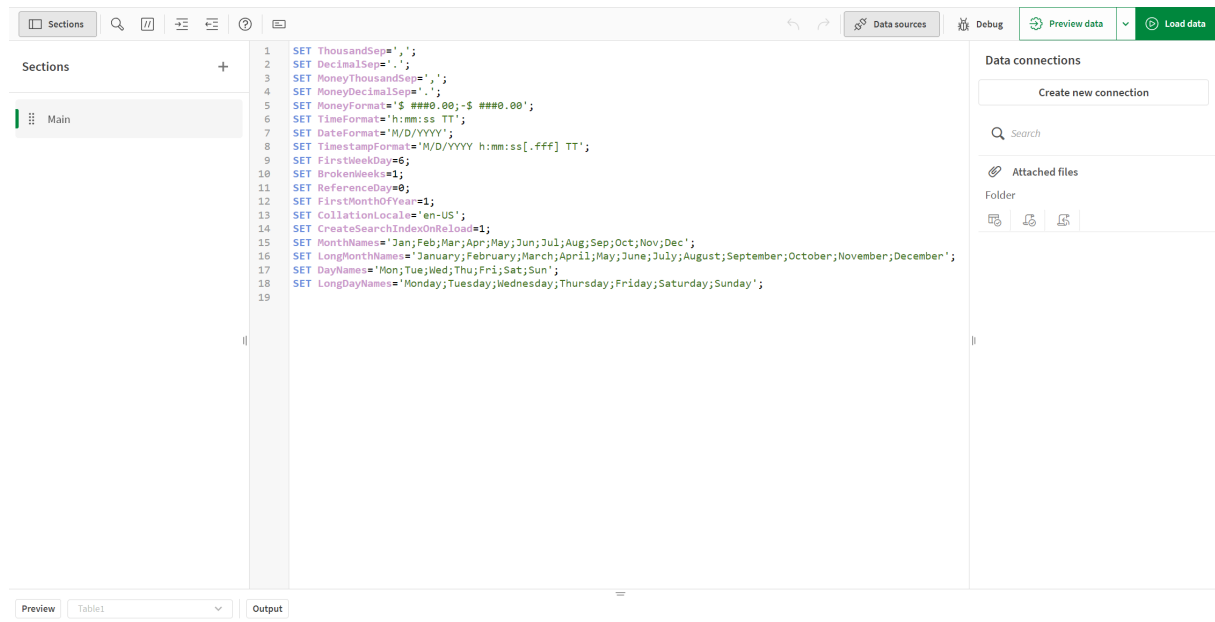 Sections
Data sources
Debug
Preview data
Load data
Sections
Main
1 SET ThousandSep=',';
2 SET DecimalSep='.';
3 SET MoneyThousandSep=',';
4 SET MoneyDecimalSep='.';
5 SET MoneyFormat='$ ###0.00;-$ ###0.00';
6 SET TimeFormat='h:mm:ss TT';
7 SET DateFormat='M/D/YYYY';
8 SET TimestampFormat='M/D/YYYY h:mm:ss[.fff] TT';
9 SET FirstWeekDay=6;
10 SET BrokenWeeks=1;
11 SET ReferenceDay=0;
12 SET FirstMonthOfYear=1;
13 SET CollationLocale='en-US';
14 SET CreateSearchIndexOnReload=1;
15 SET MonthNames='Jan;Feb;Mar;Apr;May;Jun;Jul;Aug;Sep;Oct;Nov;Dec';
16 SET LongMonthNames='January;February;March;April;May;June;July;August;September;October;November;December';
17 SET DayNames='Mon;Tue;Wed;Thu;Fri;Sat;Sun';
18 SET LongDayNames='Monday;Tuesday;Wednesday;Thursday;Friday;Saturday;Sunday';
19
Data connections
Create new connection
Search
Attached files
Folder
Preview
Table1
Output